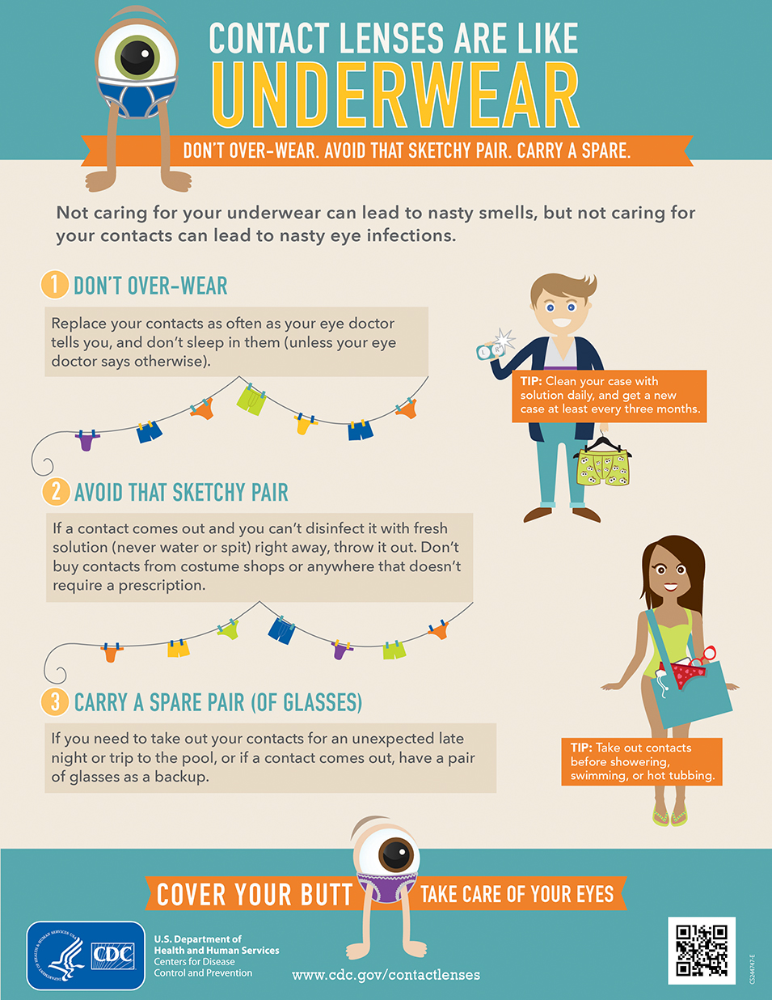 CONTACT LENSES ARE LIKE
UNDERWEAR
DON'T OVER-WEAR. AVOID THAT SKETCHY PAIR. CARRY A SPARE.
Not caring for your underwear can lead to nasty smells, but not caring for
your contacts can lead to nasty eye infections.
1 DON'T OVER-WEAR
Replace your contacts as often as your eye doctor
tells you, and don't sleep in them (unless your eye
doctor says otherwise).
L R
TIP: Clean your case with
solution daily, and get a new
case at least every three months.
2 AVOID THAT SKETCHY PAIR
If a contact comes out and you can't disinfect it with fresh
solution (never water or spit) right away, throw it out. Don't
buy contacts from costume shops or anywhere that doesn't
require a prescription.
3 CARRY A SPARE PAIR (OF GLASSES)
If you need to take out your contacts for an unexpected late
night or trip to the pool, or if a contact comes out, have a pair
of glasses as a backup.
TIP: Take out contacts
before showering,
swimming, or hot tubbing.
COVER YOUR BUTT TAKE CARE OF YOUR EYES
DEPARTMENT OF HEALTH & HUMAN SERVICES USA
CDC
U.S. Department of
Health and Human Services
Centers for Disease
Control and Prevention
www.cdc.gov/contactlenses
CS244747-E